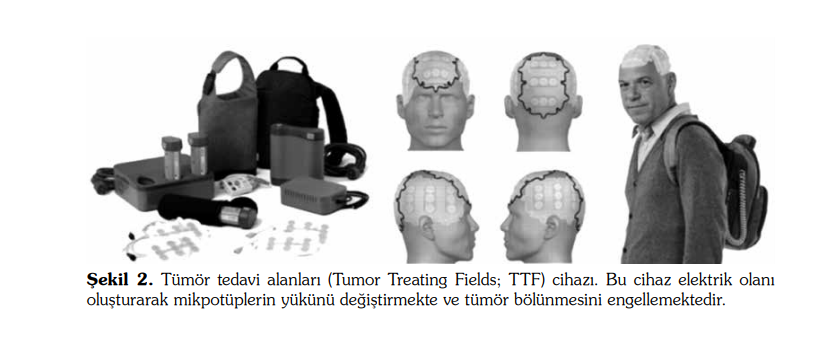 Şekil 2. Tümör tedavi alanları (Tumor Treating Fields; TTF) cihazı. Bu cihaz elektrik olanı
oluşturarak mikpotüplerin yükünü değiştirmekte ve tümör bölünmesini engellemektedir.